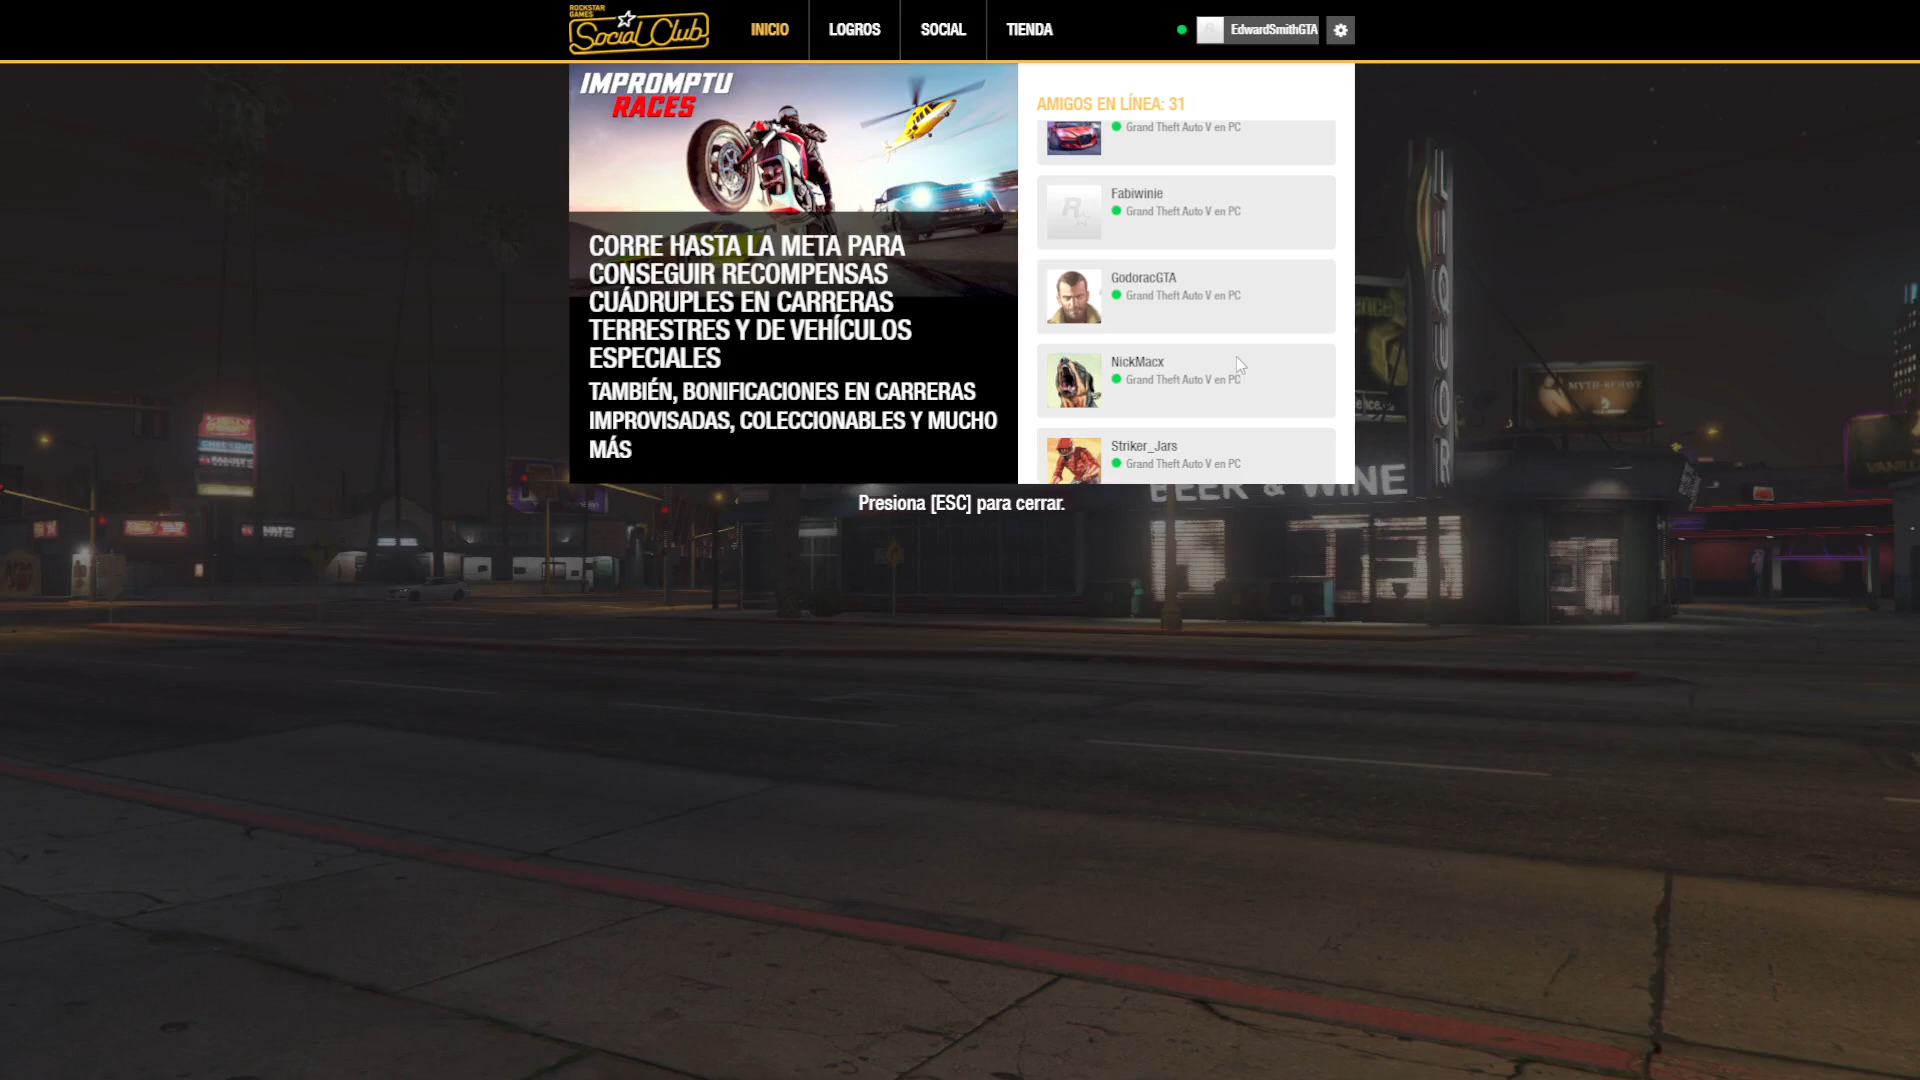 ROCKSTAR
GAMES
Social Club
INICIO
LOGROS
SOCIAL
TIENDA
EdwardSmithGTA
IMPROMPTU
RACES
CORRE HASTA LA META PARA
CONSEGUIR RECOMPENSAS
CUÁDRUPLES EN CARRERAS
TERRESTRES Y DE VEHÍCULOS
ESPECIALES
TAMBIÉN, BONIFICACIONES EN CARRERAS
IMPROVISADAS, COLECCIONABLES Y MUCHO
MÁS
AMIGOS EN LÍNEA: 31
Grand Theft Auto V en PC
Fabiwinie
Grand Theft Auto V en PC
GodoracGTA
Grand Theft Auto V en PC
NickMacx
Grand Theft Auto V en PC
Striker_Jars
Grand Theft Auto V en PC
Presiona [ESC] para cerrar.
LIQUOR
BEER & WINE
MYTH-BEHAVE